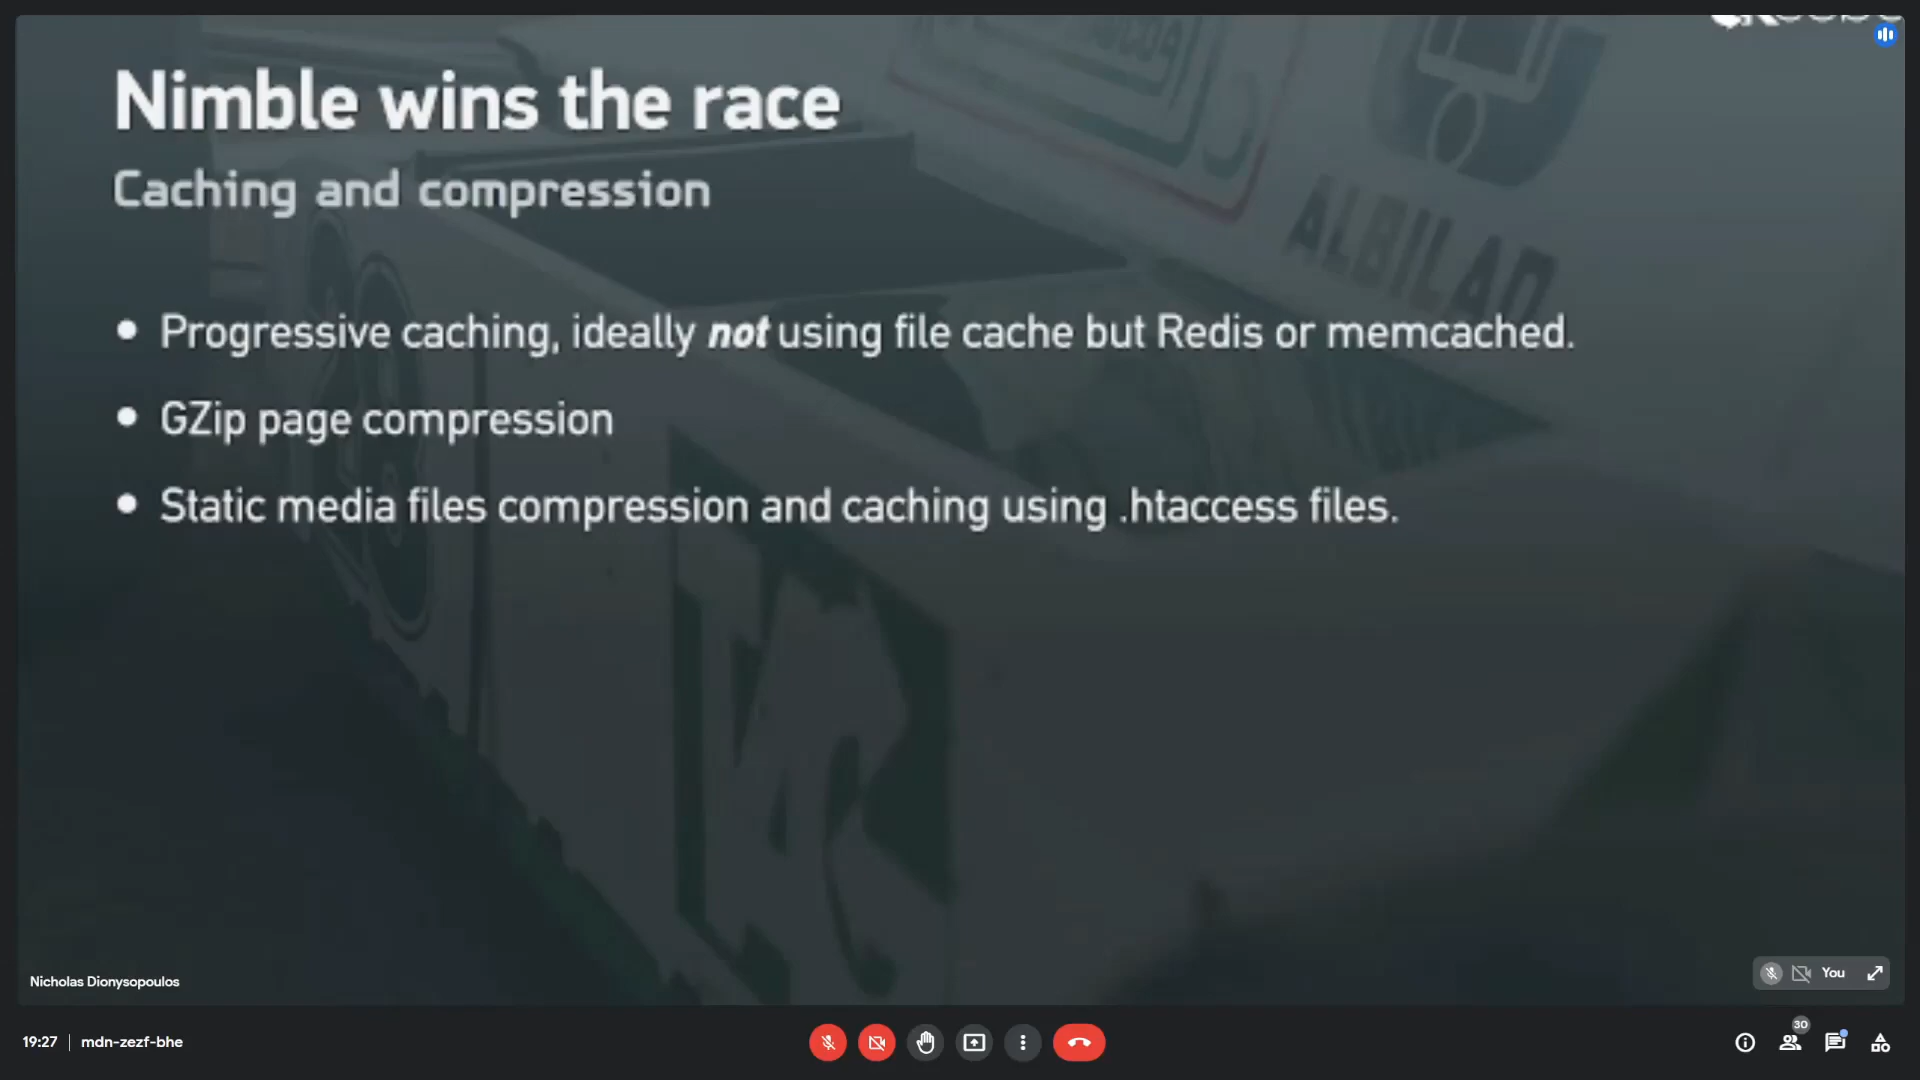 Nimble wins the race
Caching and compression
ALBILAD
• Progressive caching, ideally not using file cache but Redis or memcached.
• GZip page compression
• Static media files compression and caching using .htaccess files.
Nicholas Dionysopoulos
You
19:27 | mdn-zezf-bhe
30